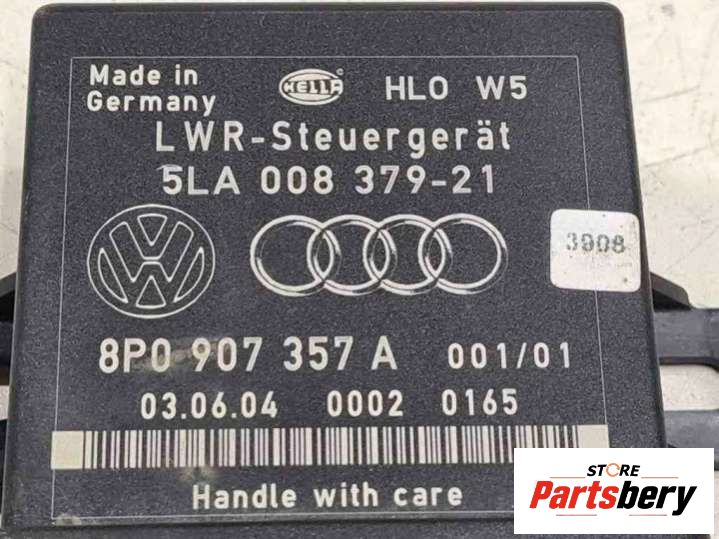 Made in
Germany
HELLA
HLO W5
LWR-Steuergerät
5LA 008 379-21
3908
8P0 907 357 A 001/01
03.06.04 0002 0165
Handle with care
STORE
Partsbery